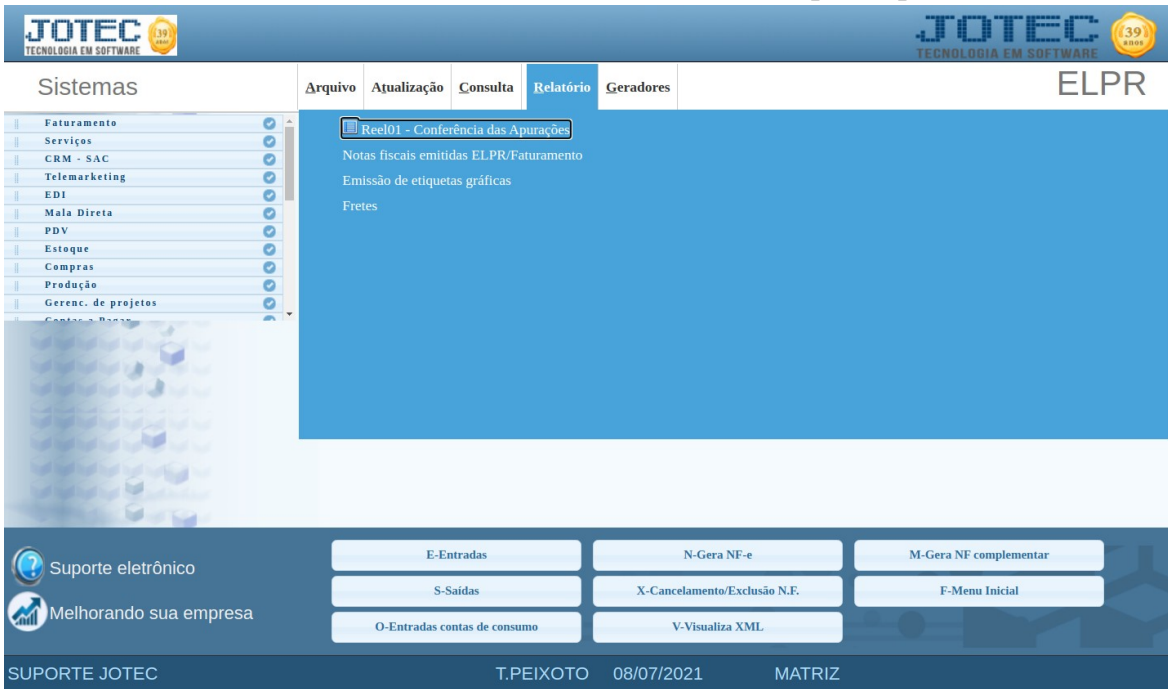 JOTEC 39
TECNOLOGIA EM SOFTWARE
JOTEC 39 anos
TECNOLOGIA EM SOFTWARE
Sistemas
Arquivo Atualização Consulta Relatório Geradores
ELPR
Faturamento
Serviços
CRM - SAC
Telemarketing
EDI
Mala Direta
PDV
Estoque
Compras
Produção
Gerenc. de projetos
Contas a Pagar
Reel01 - Conferência das Apurações
Notas fiscais emitidas ELPR/Faturamento
Emissão de etiquetas gráficas
Fretes
Suporte eletrônico
Melhorando sua empresa
E-Entradas N-Gera NF-e M-Gera NF complementar
S-Saídas X-Cancelamento/Exclusão N.F. F-Menu Inicial
O-Entradas contas de consumo V-Visualiza XML
SUPORTE JOTEC T.PEIXOTO 08/07/2021 MATRIZ